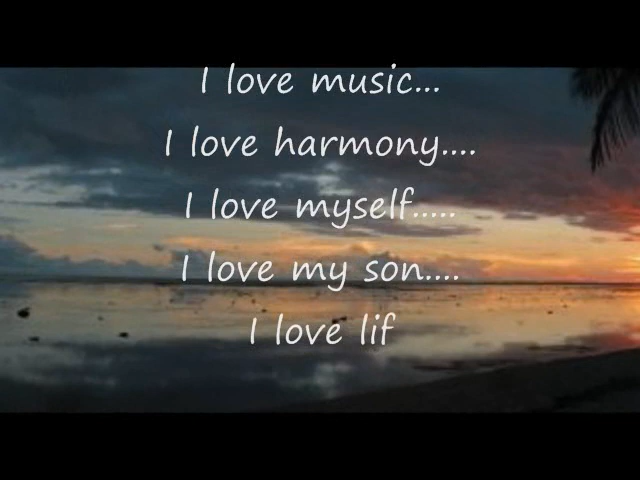 I love music...
I love harmony....
I love myself.....
I love my son....
I love lif